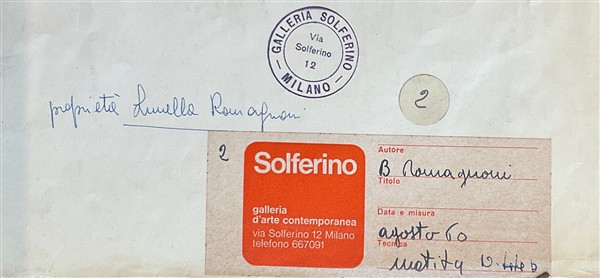 GALLERIA SOLFERINO
Via
Solferino
12
MILANO
2
proprietà Lunella Romagnoni
2
Solferino
galleria
d'arte contemporanea
via Solferino 12 Milano
telefono 667091
Autore
B Romagnoni
Titolo
Data e misura
agosto 60
Tecnica
matita